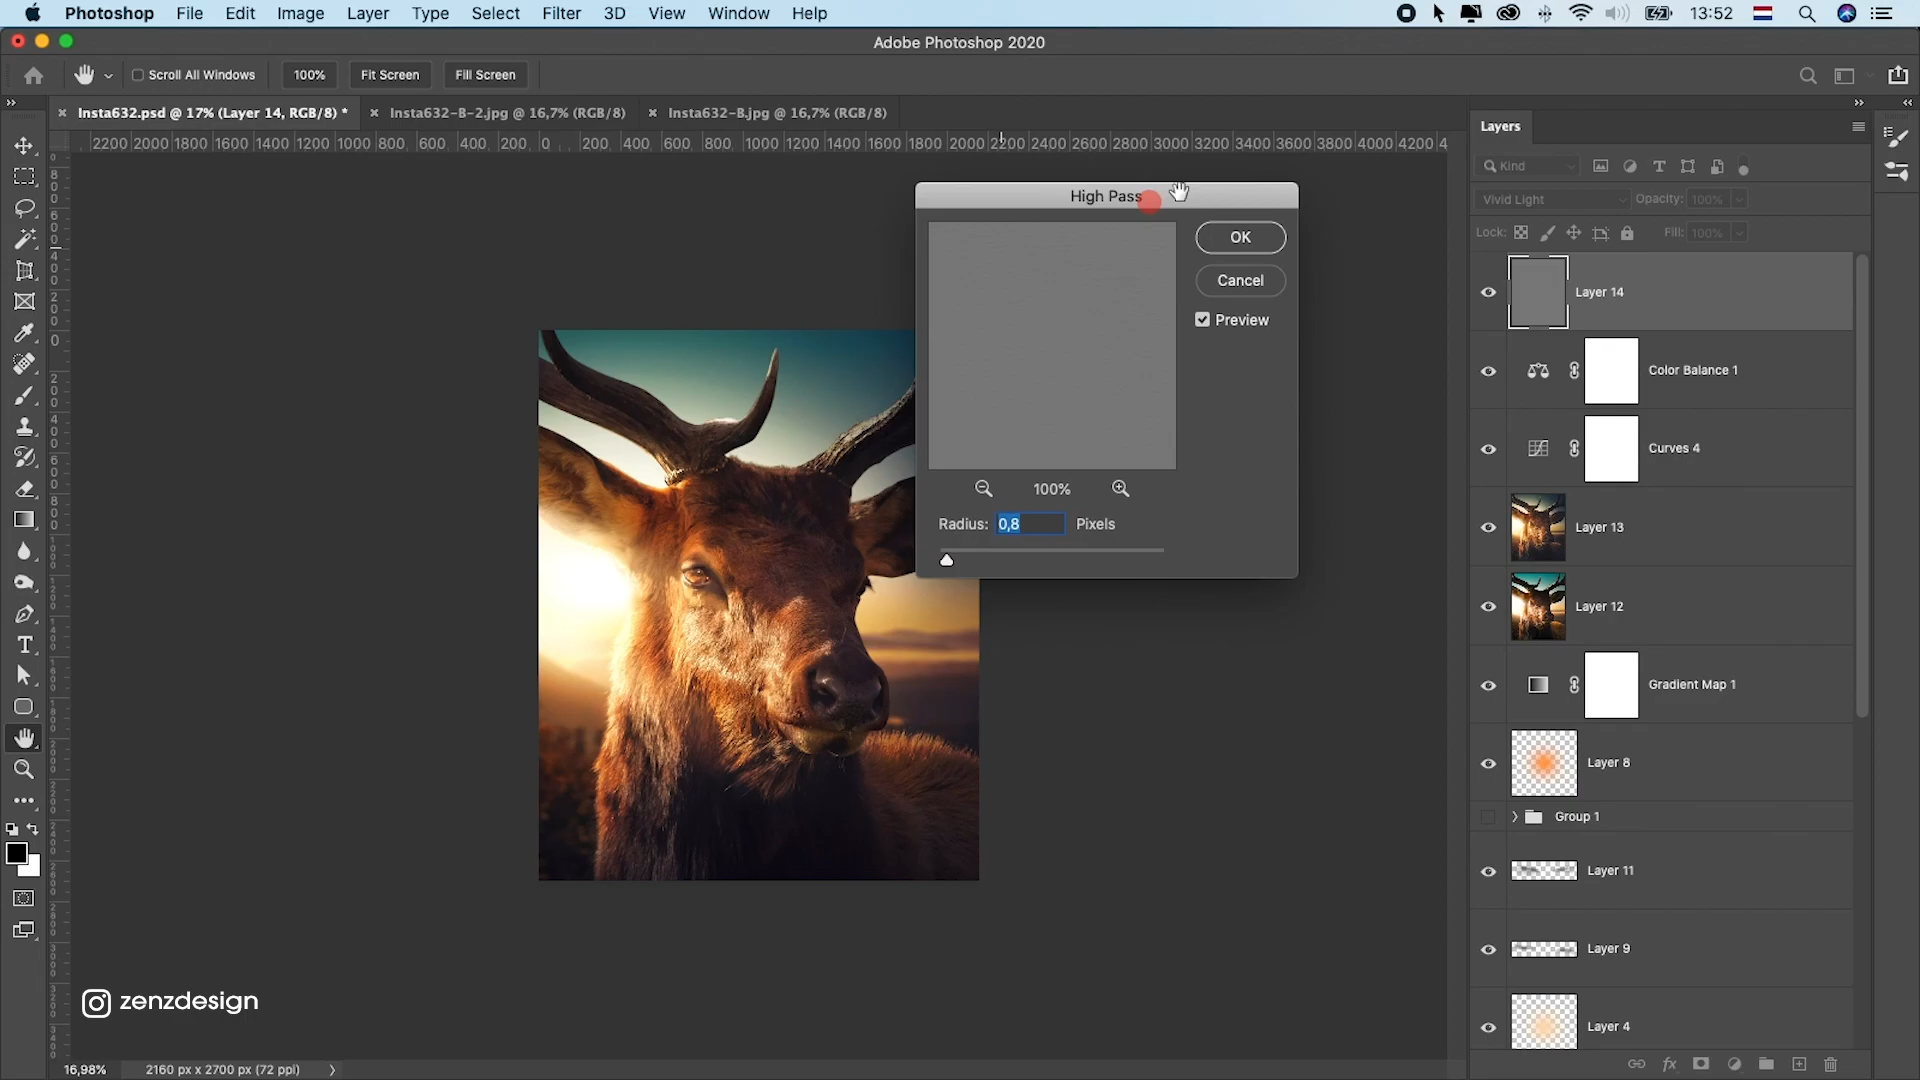 Photoshop File Edit Image Layer Type Select Filter 3D View Window Help 13:52
Adobe Photoshop 2020
Scroll All Windows 100% Fit Screen Fill Screen
Insta632.psd @ 17% (Layer 14, RGB/8) * Insta632-B-2.jpg @ 16,7% (RGB/8) Insta632-B.jpg @ 16,7% (RGB/8)
2200 2000 1800 1600 1400 1200 1000 800 600 400 200 0 200 400 600 800 1000 1200 1400 1600 1800 2000 2200 2400 2600 2800 3000 3200 3400 3600 3800 4000 4200 4
High Pass
OK
Cancel
Preview
100%
Radius: 0,8 Pixels
Layers
Kind
Vivid Light Opacity: 100%
Lock: Fill: 100%
Layer 14
Color Balance 1
Curves 4
Layer 13
Layer 12
Gradient Map 1
Layer 8
Group 1
Layer 11
Layer 9
Layer 4
zenzdesign
16,98% 2160 px x 2700 px (72 ppi)